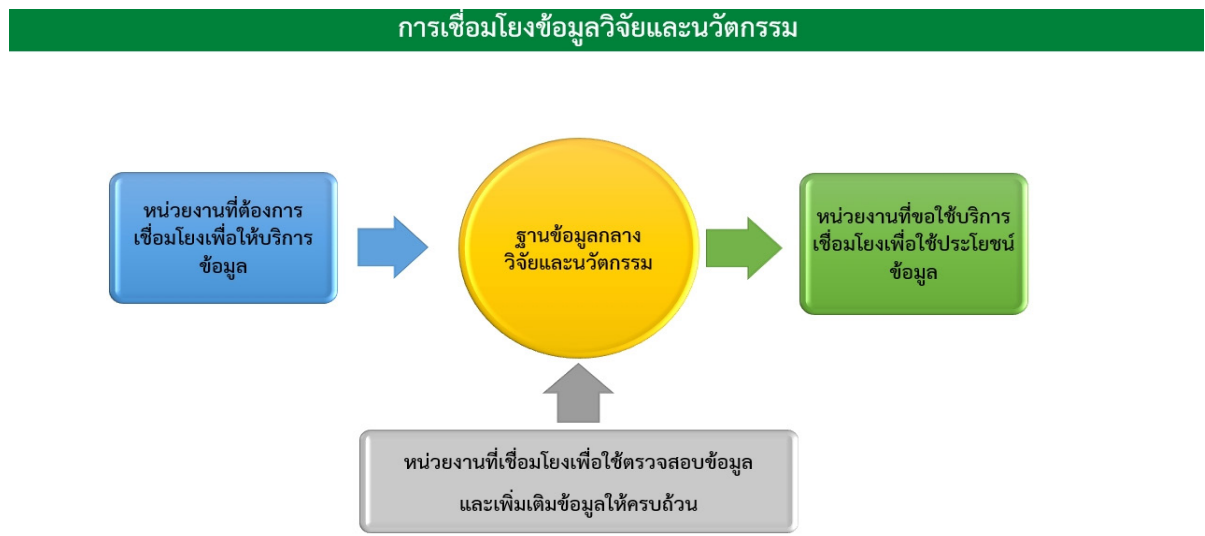 การเชื่อมโยงข้อมูลวิจัยและนวัตกรรม
หน่วยงานที่ต้องการ
เชื่อมโยงเพื่อให้บริการ
ข้อมูล
ฐานข้อมูลกลาง
วิจัยและนวัตกรรม
หน่วยงานที่ขอใช้บริการ
เชื่อมโยงเพื่อใช้ประโยชน์
ข้อมูล
หน่วยงานที่เชื่อมโยงเพื่อใช้ตรวจสอบข้อมูล
และเพิ่มเติมข้อมูลให้ครบถ้วน